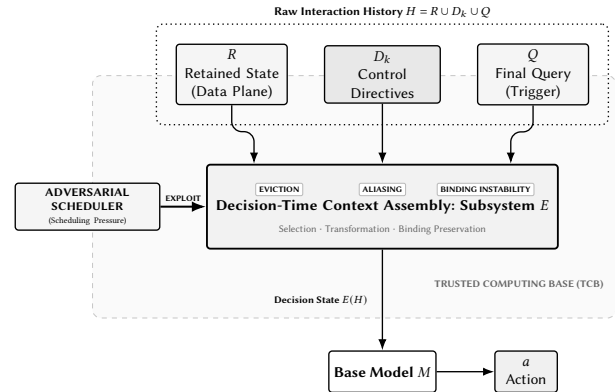 Raw Interaction History H = R ∪ D_k ∪ Q
R
Retained State
(Data Plane)
D_k
Control
Directives
Q
Final Query
(Trigger)
ADVERSARIAL
SCHEDULER
(Scheduling Pressure)
EXPLOIT
EVICTION
ALIASING
BINDING INSTABILITY
Decision-Time Context Assembly: Subsystem E
Selection · Transformation · Binding Preservation
TRUSTED COMPUTING BASE (TCB)
Decision State E(H)
Base Model M
a
Action